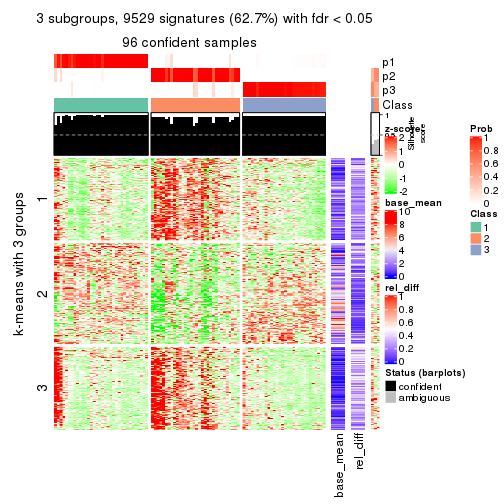 3 subgroups, 9529 signatures (62.7%) with fdr < 0.05
96 confident samples
p1
p2
p3
Class
1
Silhouette
score
k-means with 3 groups
1
2
3
base_mean
rel_diff
z-score
2
1
0
-1
-2
base_mean
10
8
6
4
2
0
rel_diff
1
0.8
0.6
0.4
0.2
0
Status (barplots)
confident
ambiguous
Prob
1
0.8
0.6
0.4
0.2
0
Class
1
2
3